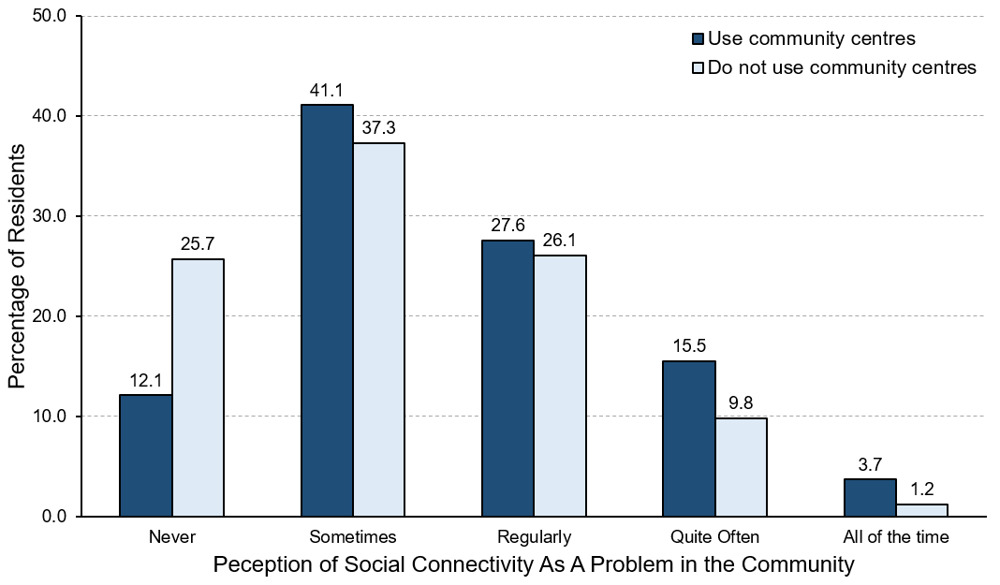 50.0
40.0
30.0
20.0
10.0
0.0
Percentage of Residents
Use community centres
Do not use community centres
12.1
25.7
41.1
37.3
27.6
26.1
15.5
9.8
3.7
1.2
Never
Sometimes
Regularly
Quite Often
All of the time
Peception of Social Connectivity As A Problem in the Community